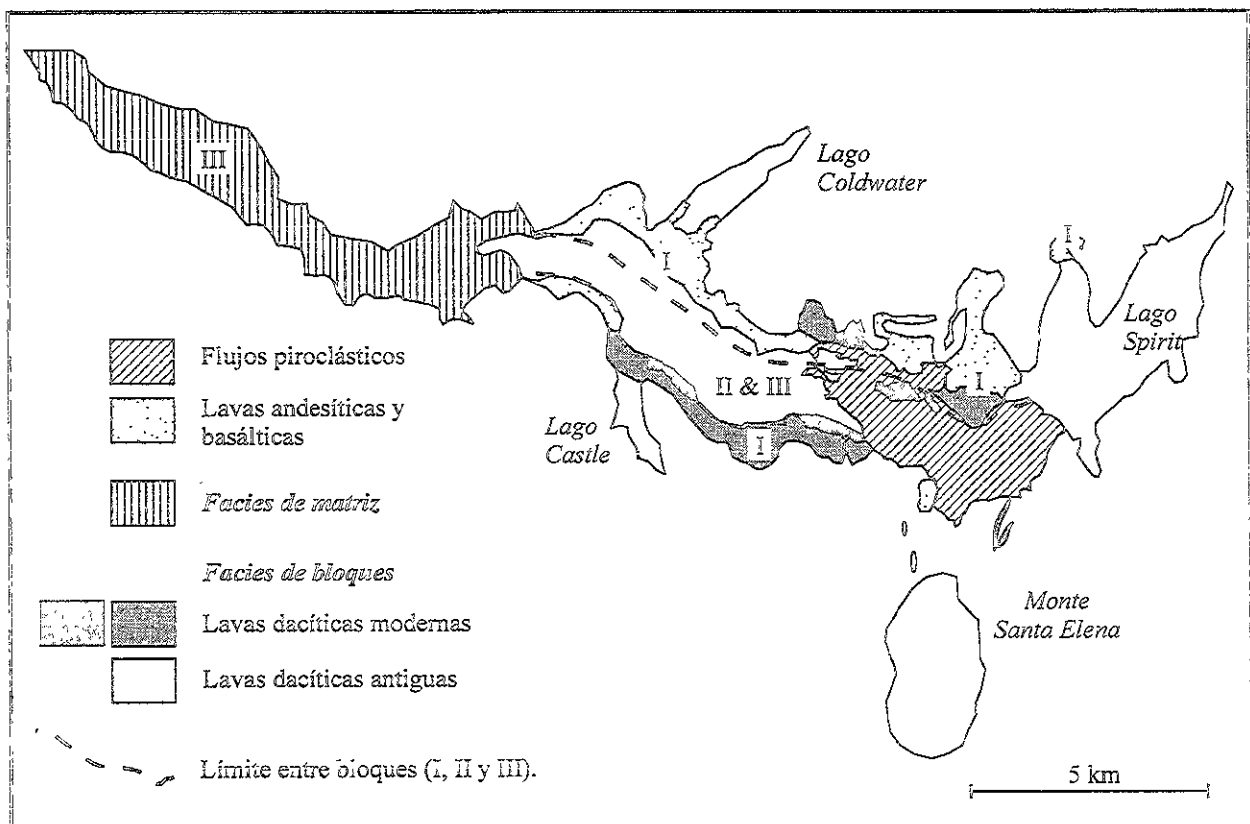 III
Lago
Coldwater
I
I
Lago
Spirit
I
II & III
Lago
Castle
I
Flujos piroclásticos
Lavas andesíticas y
basálticas
Facies de matriz
Facies de bloques
Lavas dacíticas modernas
Lavas dacíticas antiguas
Límite entre bloques (I, II y III).
Monte
Santa Elena
5 km